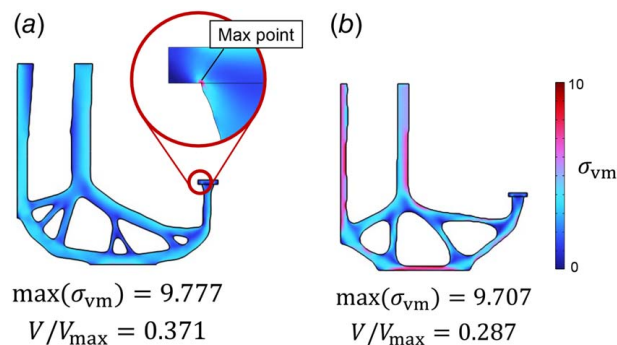 (a)
Max point
max(σvm) = 9.777
V/Vmax = 0.371
(b)
10
σvm
0
max(σvm) = 9.707
V/Vmax = 0.287